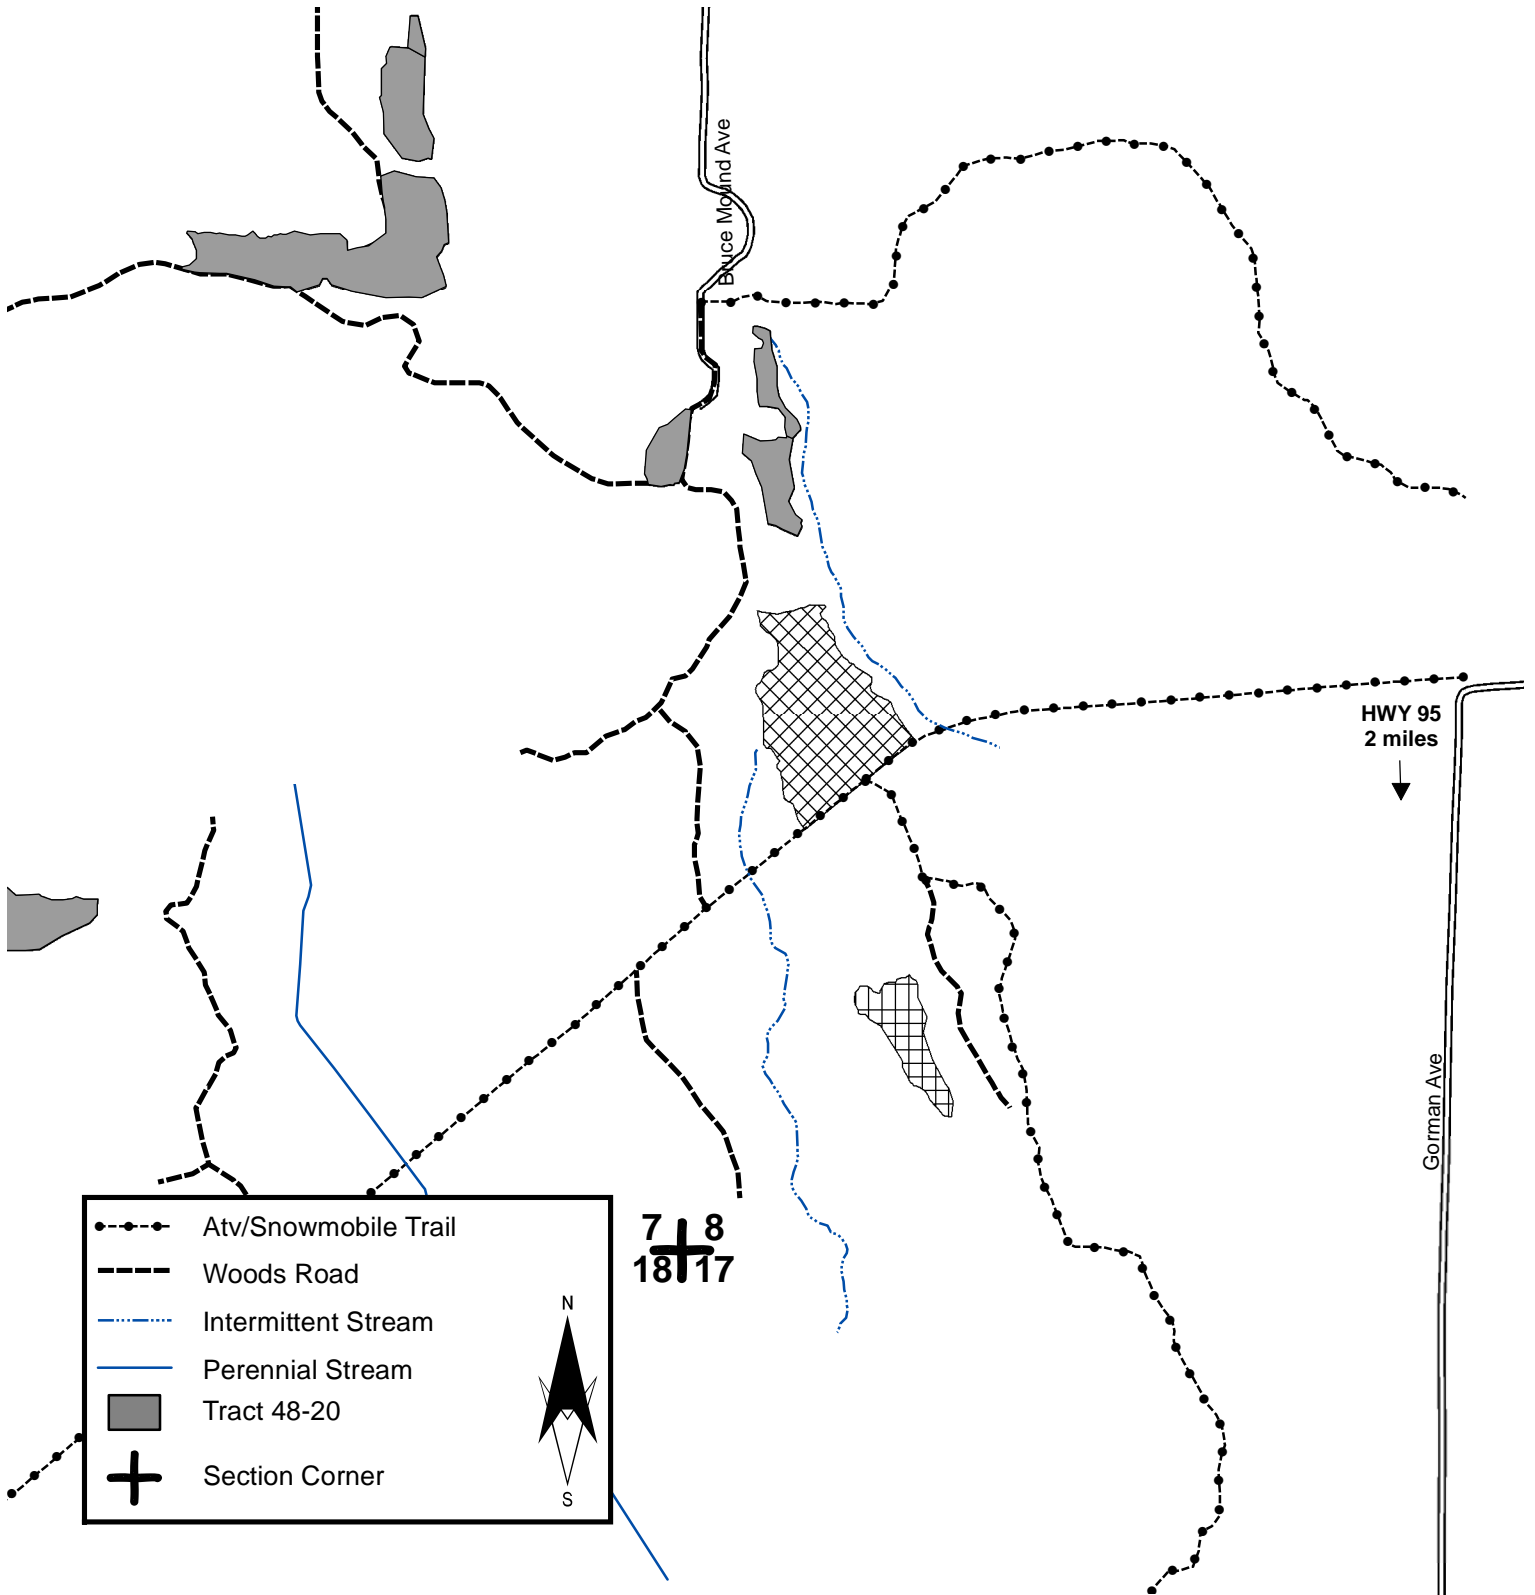 Bruce Mound Ave
HWY 95
2 miles
Gorman Ave
7 8
18 17
Atv/Snowmobile Trail
Woods Road
Intermittent Stream
Perennial Stream
Tract 48-20
Section Corner
N
S